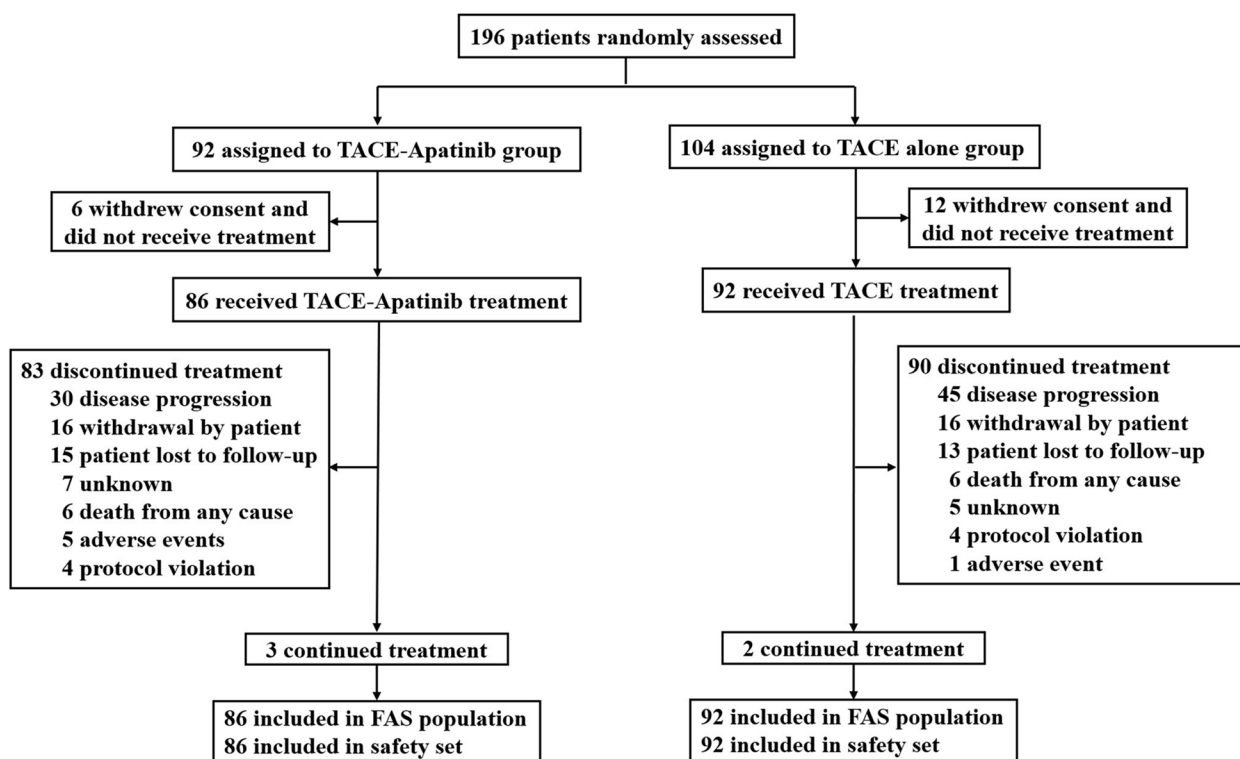 196 patients randomly assessed
92 assigned to TACE-Apatinib group
104 assigned to TACE alone group
6 withdrew consent and
did not receive treatment
12 withdrew consent and
did not receive treatment
86 received TACE-Apatinib treatment
92 received TACE treatment
83 discontinued treatment
30 disease progression
16 withdrawal by patient
15 patient lost to follow-up
7 unknown
6 death from any cause
5 adverse events
4 protocol violation
90 discontinued treatment
45 disease progression
16 withdrawal by patient
13 patient lost to follow-up
6 death from any cause
5 unknown
4 protocol violation
1 adverse event
3 continued treatment
2 continued treatment
86 included in FAS population
86 included in safety set
92 included in FAS population
92 included in safety set